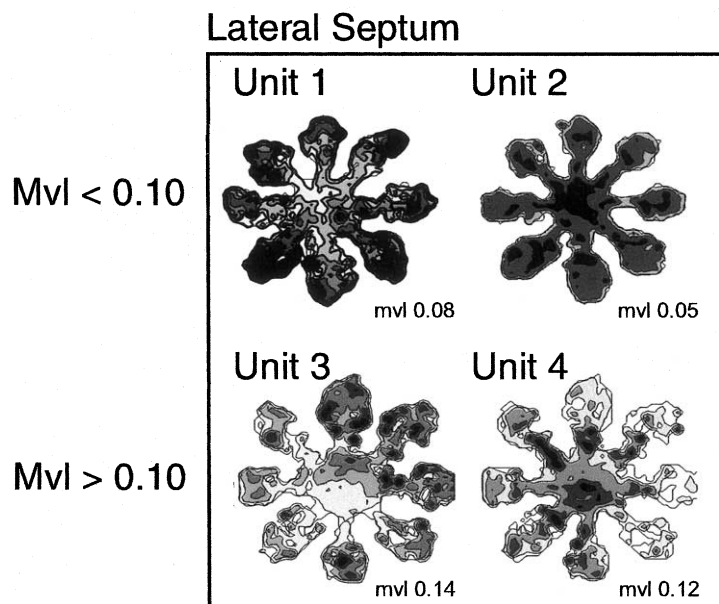 Lateral Septum
Unit 1
Unit 2
Mvl < 0.10
mvl 0.08
mvl 0.05
Unit 3
Unit 4
Mvl > 0.10
mvl 0.14
mvl 0.12